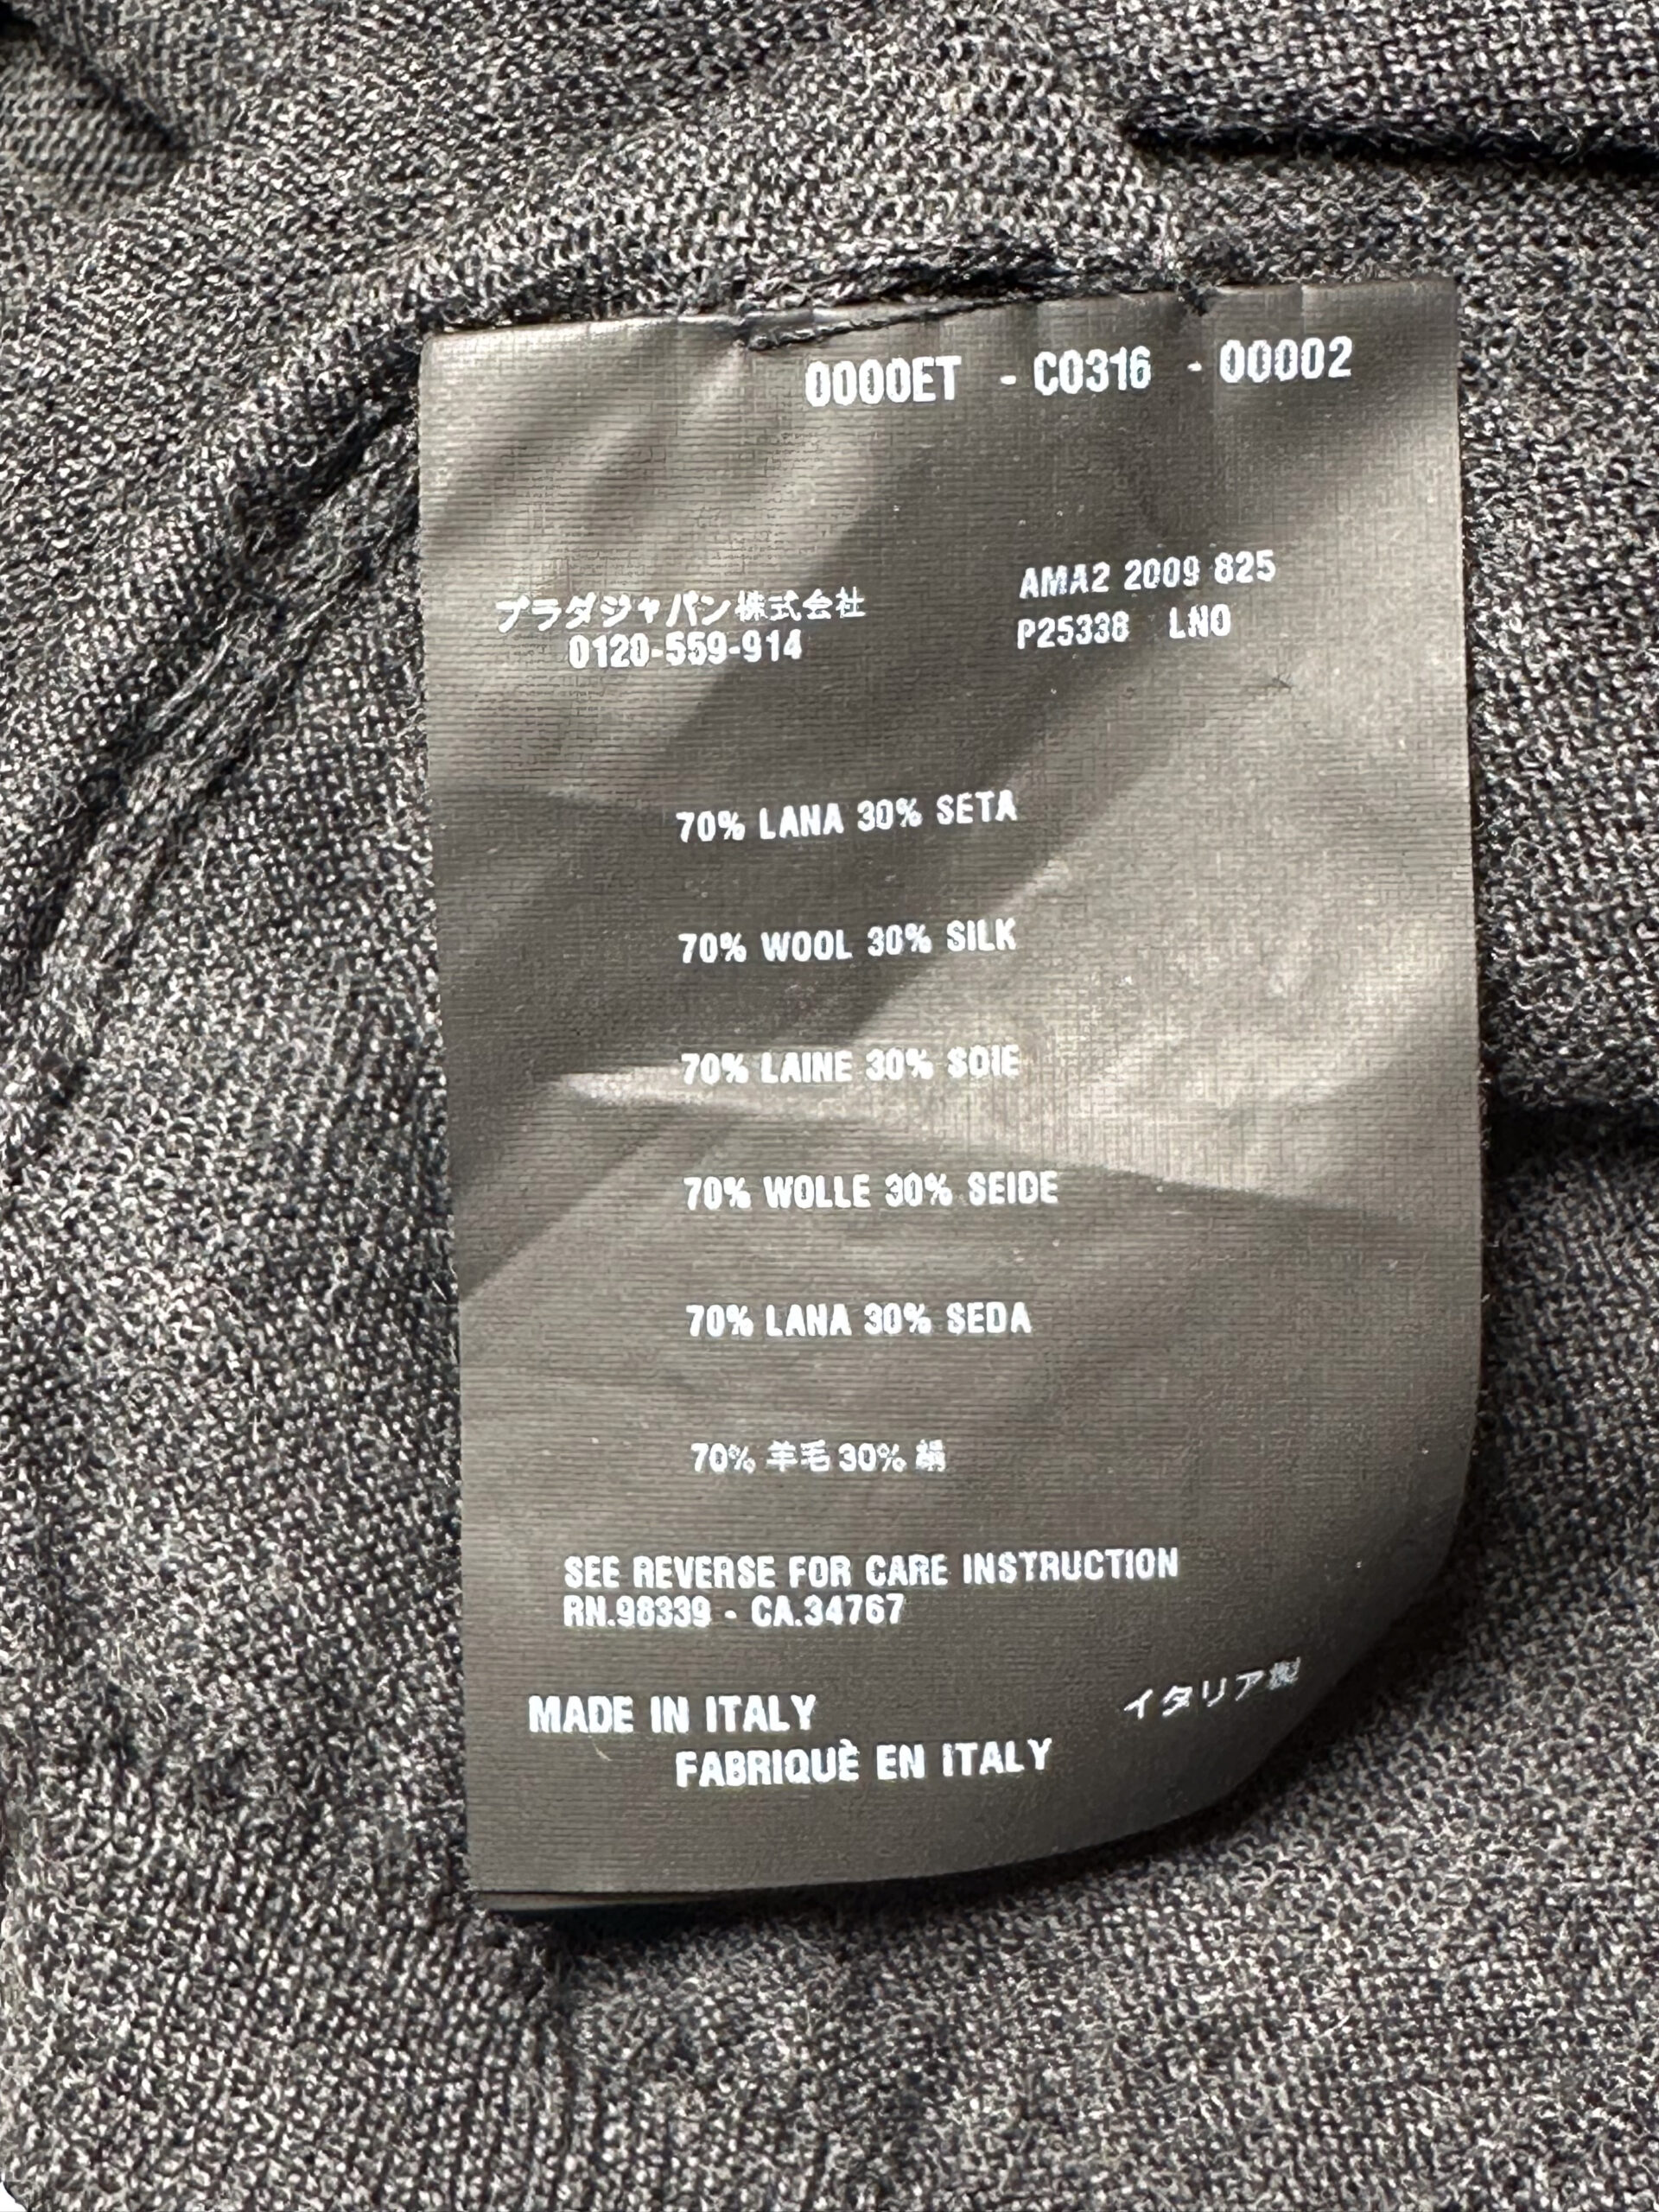 0000ET - C0316 - 00002
プラダジャパン株式会社
0120-559-914
AMA2 2009 825
P25338 LNO
70% LANA 30% SETA
70% WOOL 30% SILK
70% LAINE 30% SOIE
70% WOLLE 30% SEIDE
70% LANA 30% SEDA
70% 羊毛 30% 絹
SEE REVERSE FOR CARE INSTRUCTION
RN.98339 - CA.34767
MADE IN ITALY
イタリア製
FABRIQUÈ EN ITALY